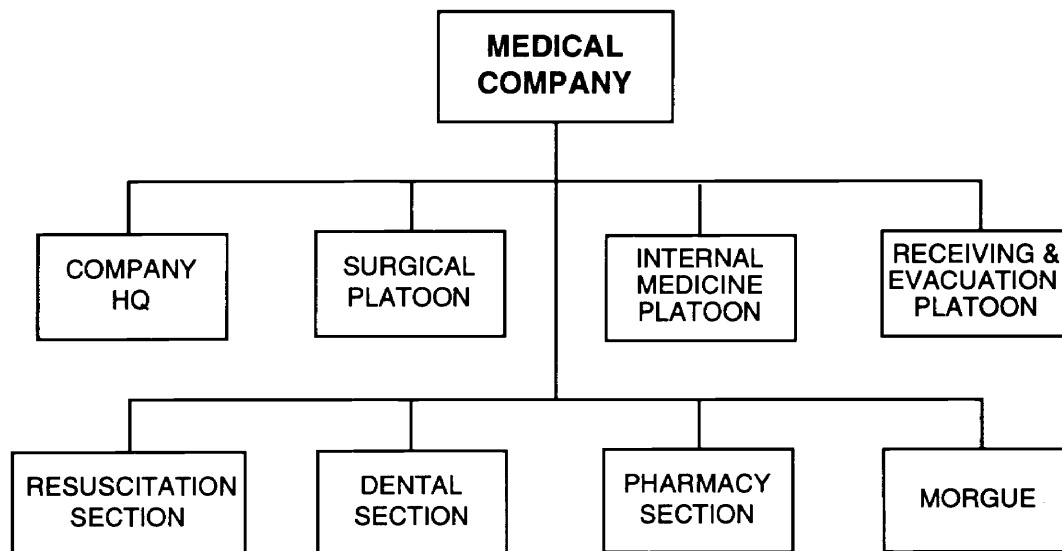 MEDICAL
COMPANY
COMPANY
HQ
SURGICAL
PLATOON
INTERNAL
MEDICINE
PLATOON
RECEIVING &
EVACUATION
PLATOON
RESUSCITATION
SECTION
DENTAL
SECTION
PHARMACY
SECTION
MORGUE